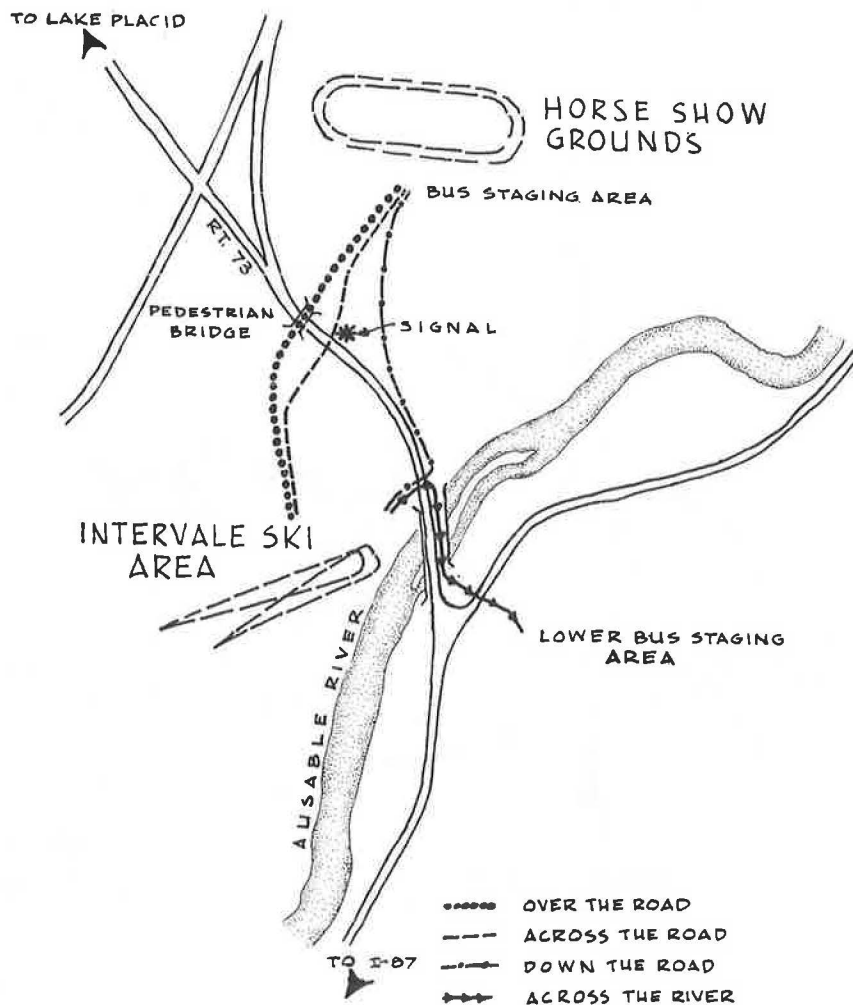 TO LAKE PLACID
HORSE SHOW
GROUNDS
BUS STAGING AREA
RT. 73
PEDESTRIAN
BRIDGE
SIGNAL
INTERVALE SKI
AREA
LOWER BUS STAGING
AREA
AUSABLE RIVER
OVER THE ROAD
ACROSS THE ROAD
DOWN THE ROAD
ACROSS THE RIVER
TO I-87